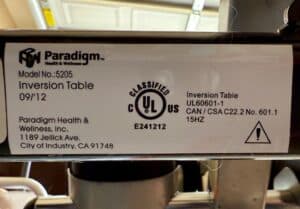 Paradigm™
Health & Wellness, Inc.
Model No.:5205
Inversion Table
09/12
Paradigm Health &
Wellness, Inc.
1189 Jellick Ave.
City of Industry, CA 91748
CLASSIFIED
C UL US
E241212
Inversion Table
UL60601-1
CAN / CSA C22.2 No. 601.1
15HZ